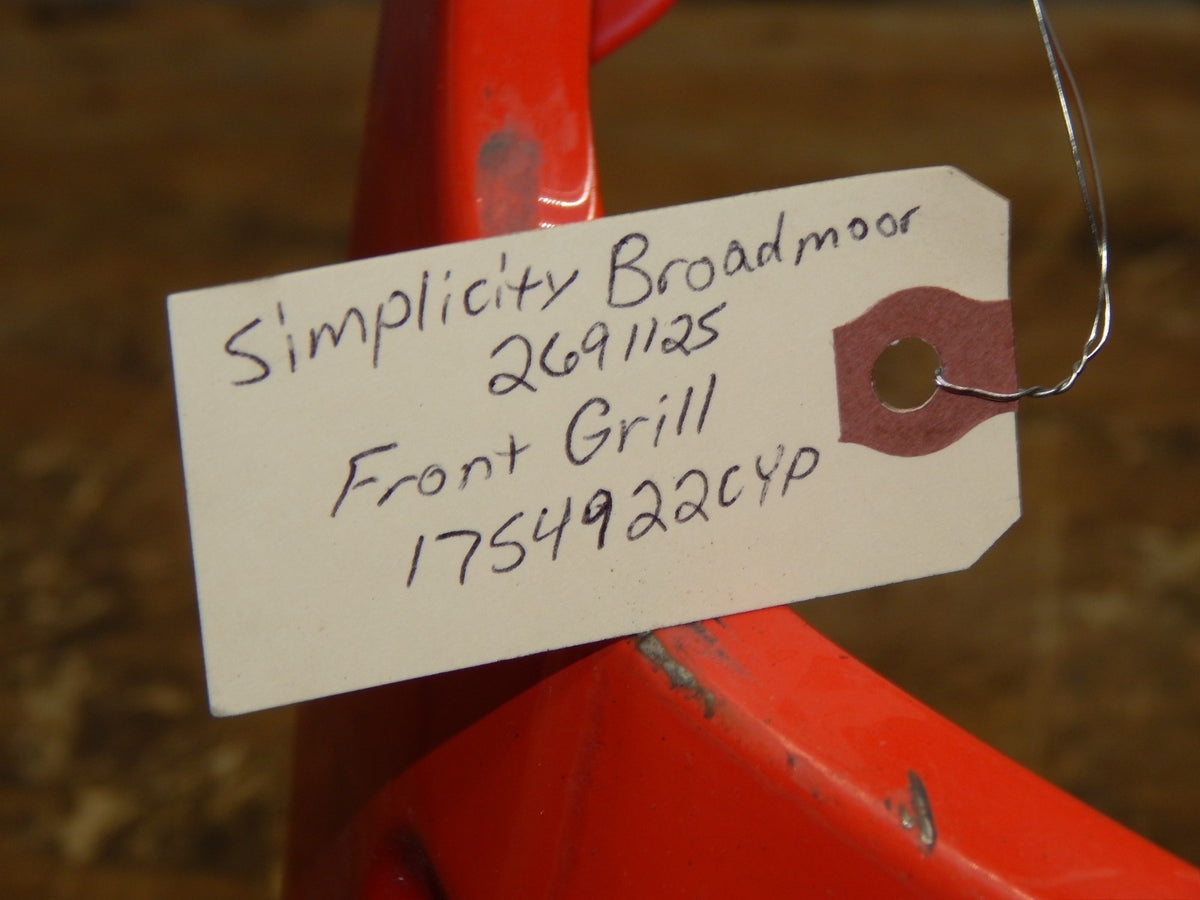 Simplicity Broadmoor
2691125
Front Grill
1754922CYP